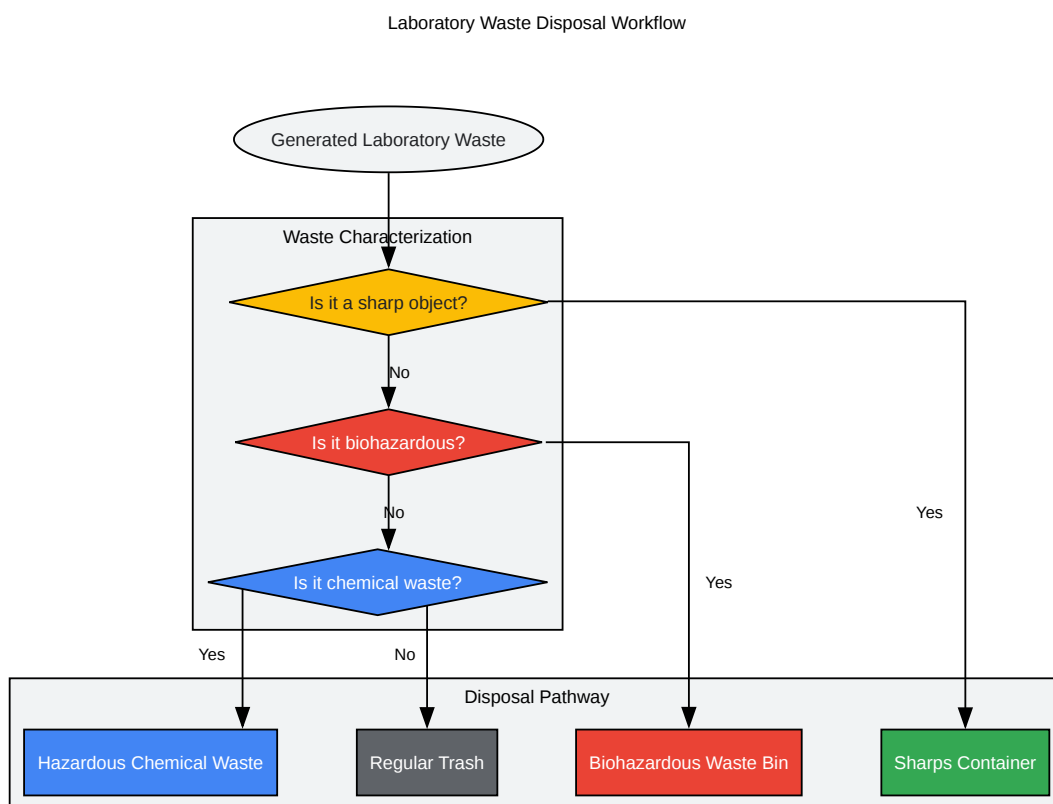 Laboratory Waste Disposal Workflow
Generated Laboratory Waste
Waste Characterization
Is it a sharp object?
No
Is it biohazardous?
No
Yes
Is it chemical waste?
Yes
Yes
No
Disposal Pathway
Hazardous Chemical Waste
Regular Trash
Biohazardous Waste Bin
Sharps Container